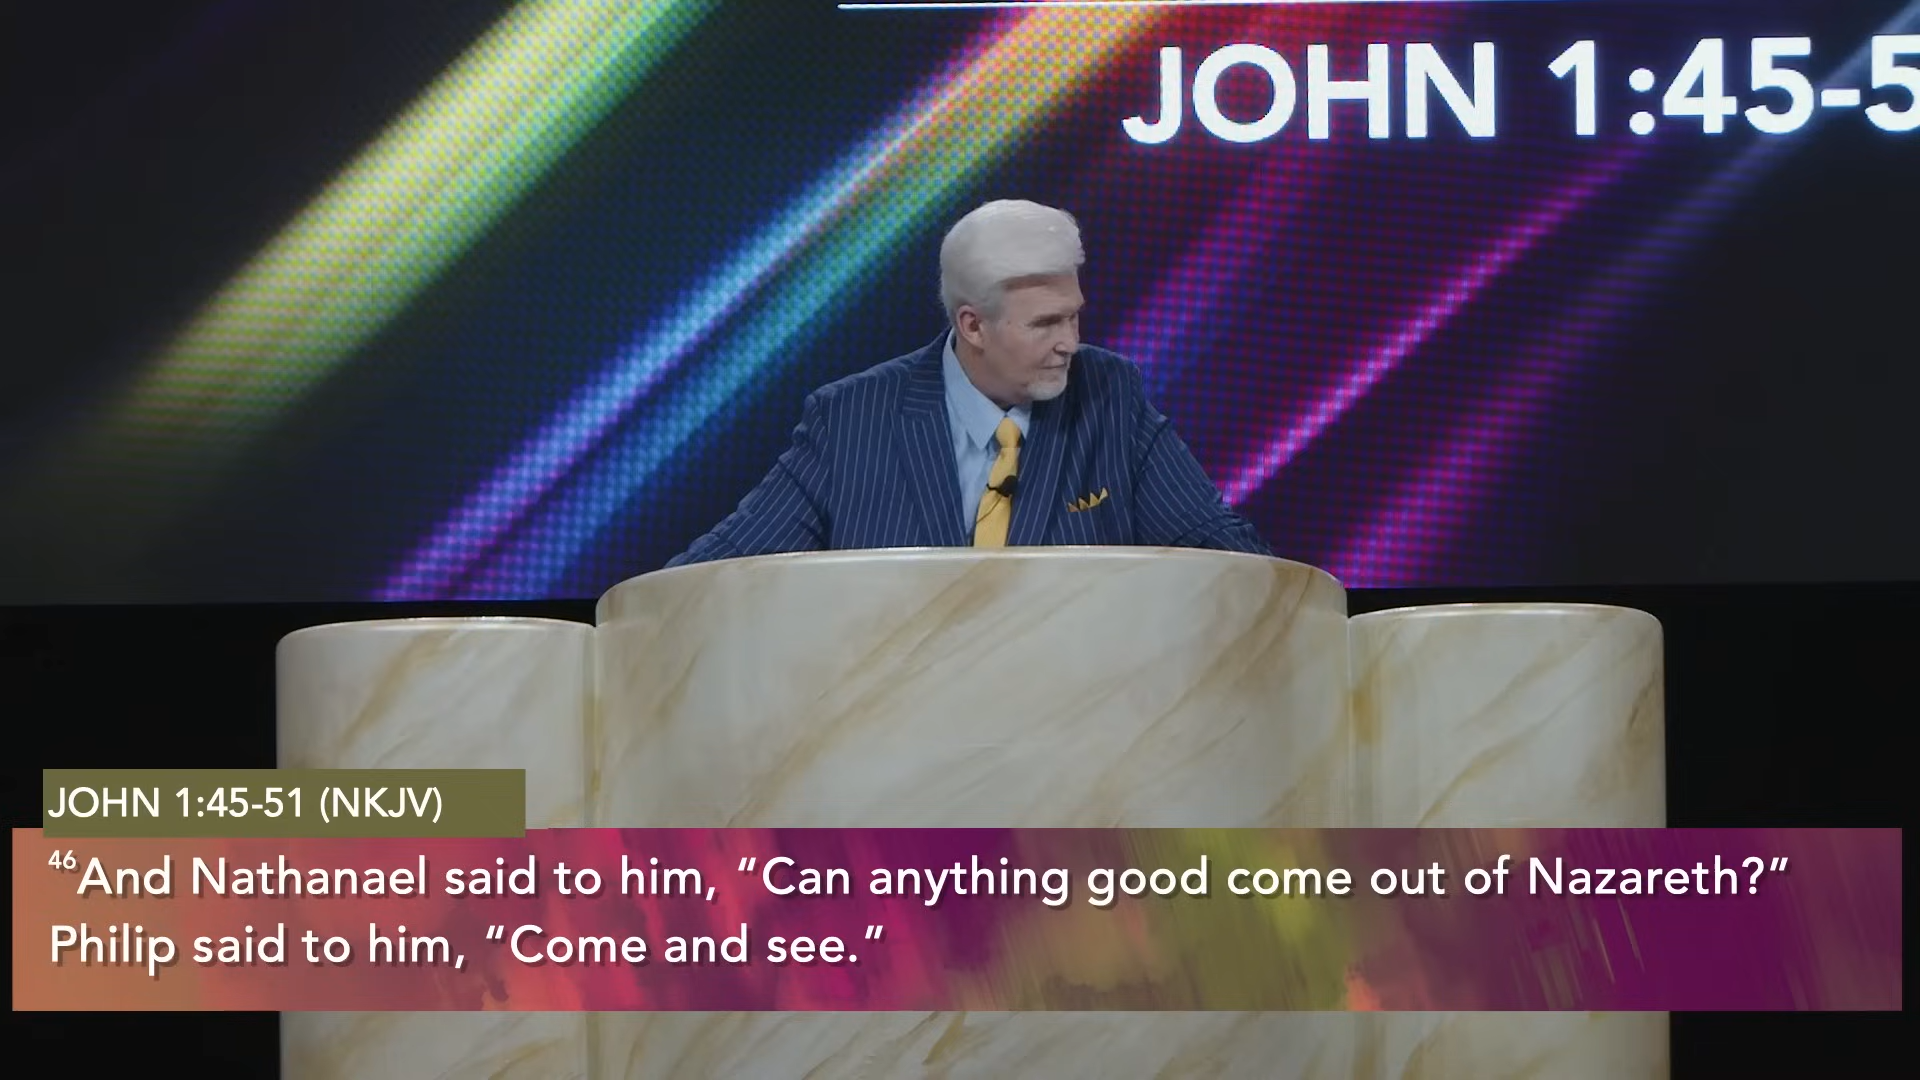 JOHN 1:45-5
JOHN 1:45-51 (NKJV)
46And Nathanael said to him, “Can anything good come out of Nazareth?”
Philip said to him, “Come and see.”